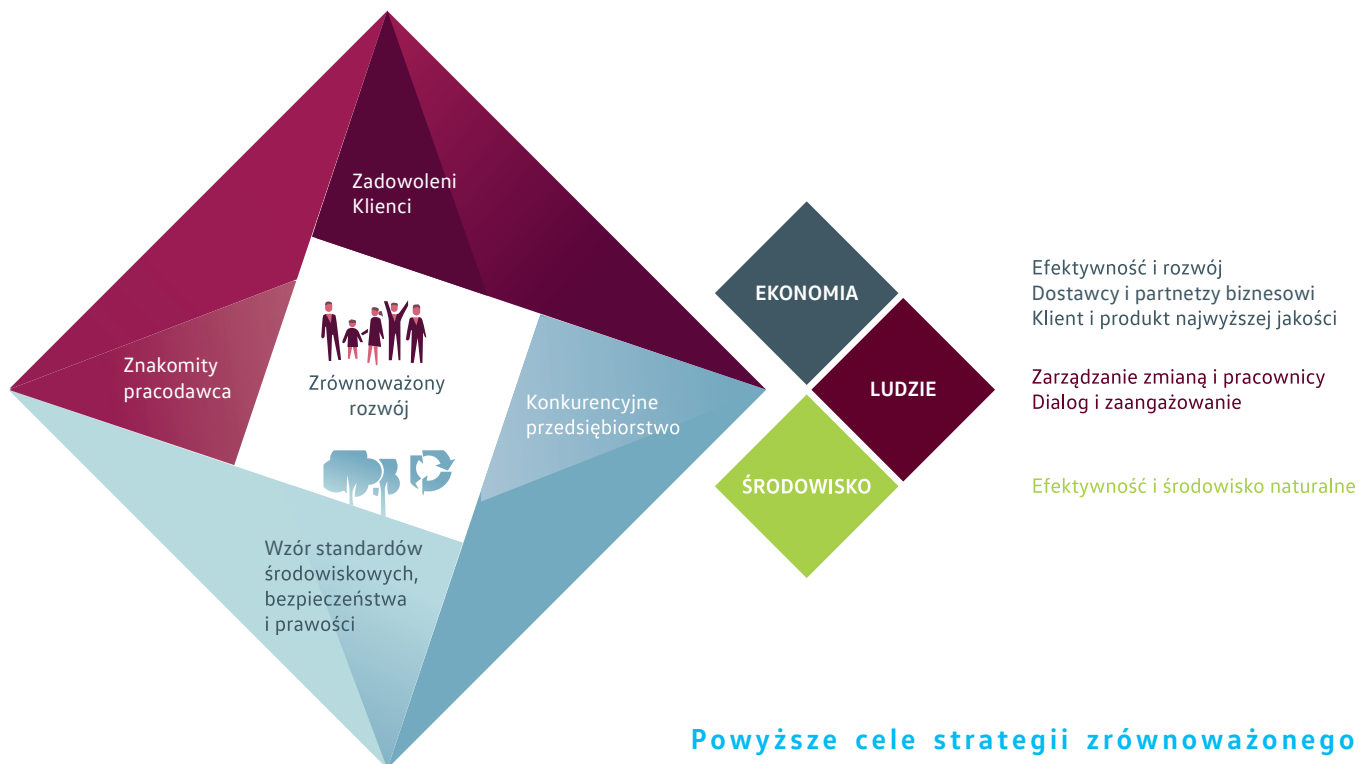 Zadowoleni
Klienci
Znakomity
pracodawca
Zrównoważony
rozwój
Konkurencyjne
przedsiębiorstwo
Wzór standardów
środowiskowych,
bezpieczeństwa
i prawości
EKONOMIA
Efektywność i rozwój
Dostawcy i partnetzy biznesowi
Klient i produkt najwyższej jakości
LUDZIE
Zarządzanie zmianą i pracownicy
Dialog i zaangażowanie
ŚRODOWISKO
Efektywność i środowisko naturalne
Powyższe cele strategii zrównoważonego